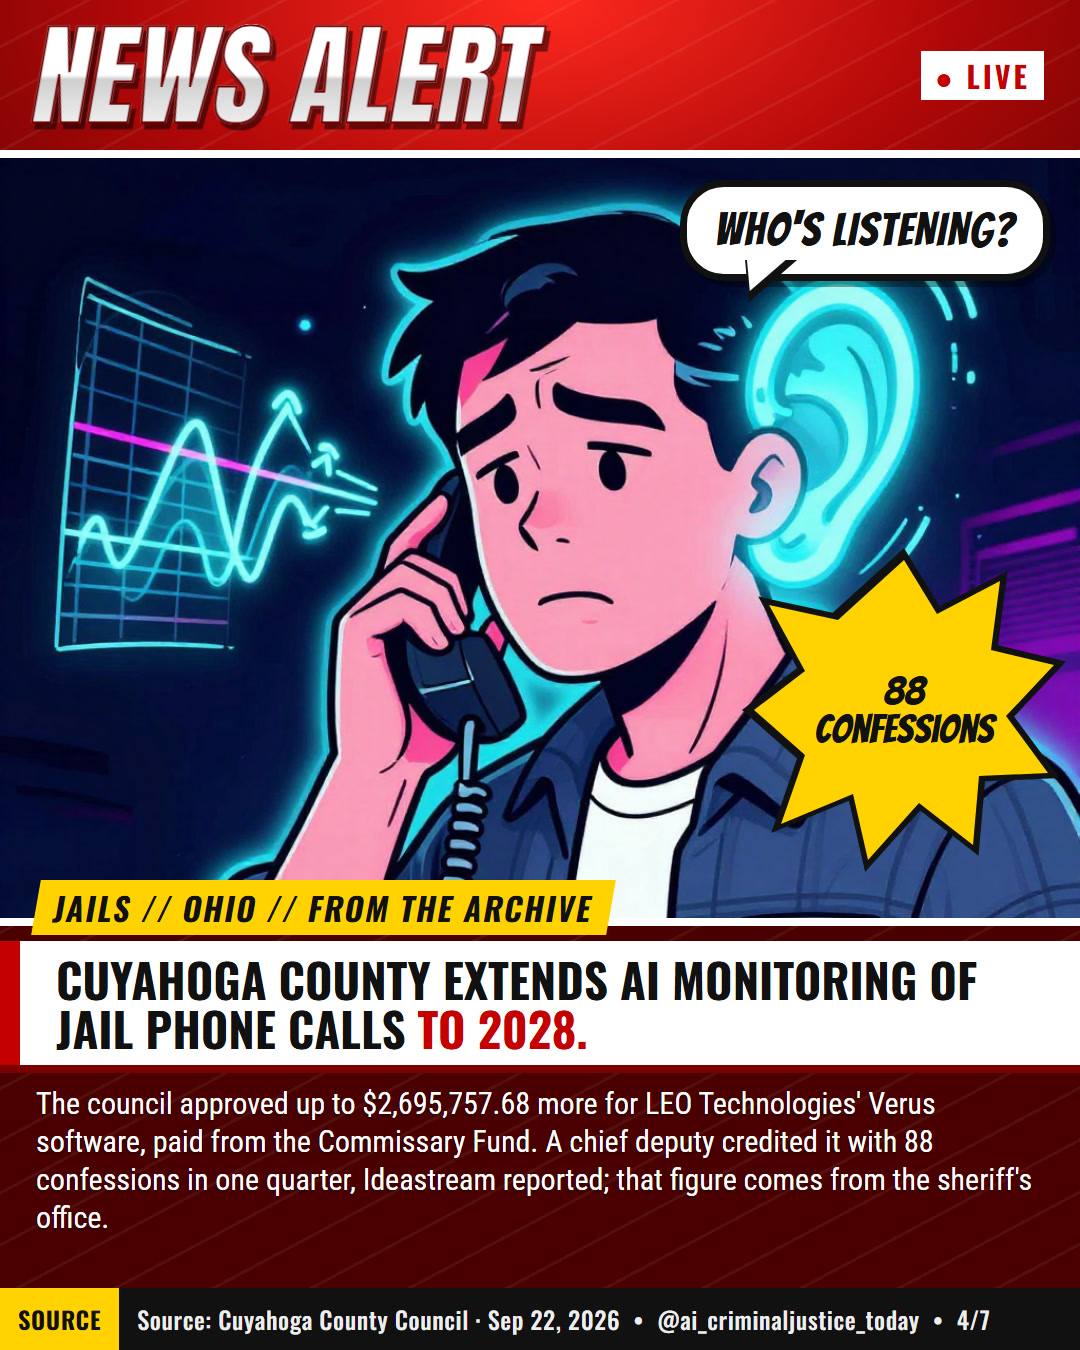 NEWS ALERT
● LIVE
WHO'S LISTENING?
88
CONFESSIONS
JAILS // OHIO // FROM THE ARCHIVE
CUYAHOGA COUNTY EXTENDS AI MONITORING OF
JAIL PHONE CALLS TO 2028.
The council approved up to $2,695,757.68 more for LEO Technologies' Verus
software, paid from the Commissary Fund. A chief deputy credited it with 88
confessions in one quarter, Ideastream reported; that figure comes from the sheriff's
office.
SOURCE
Source: Cuyahoga County Council · Sep 22, 2026 • @ai_criminaljustice_today • 4/7